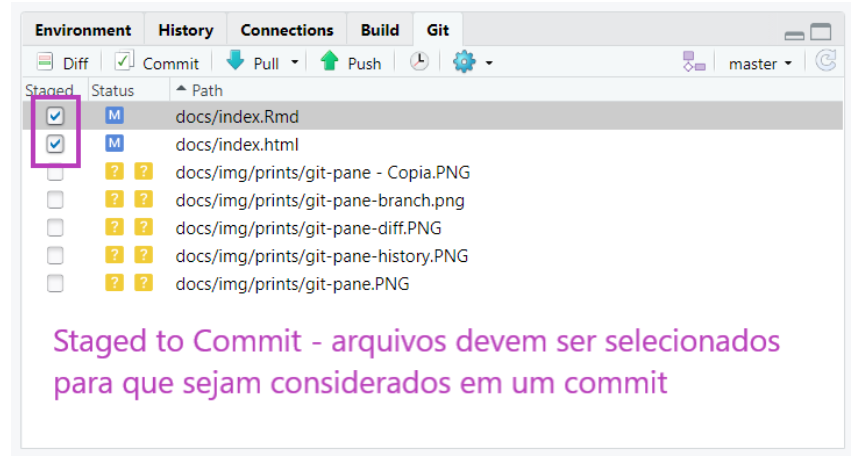 Environment History Connections Build Git
Diff Commit Pull Push master
Staged Status Path
M docs/index.Rmd
M docs/index.html
? ? docs/img/prints/git-pane - Copia.PNG
? ? docs/img/prints/git-pane-branch.png
? ? docs/img/prints/git-pane-diff.PNG
? ? docs/img/prints/git-pane-history.PNG
? ? docs/img/prints/git-pane.PNG
Staged to Commit - arquivos devem ser selecionados
para que sejam considerados em um commit